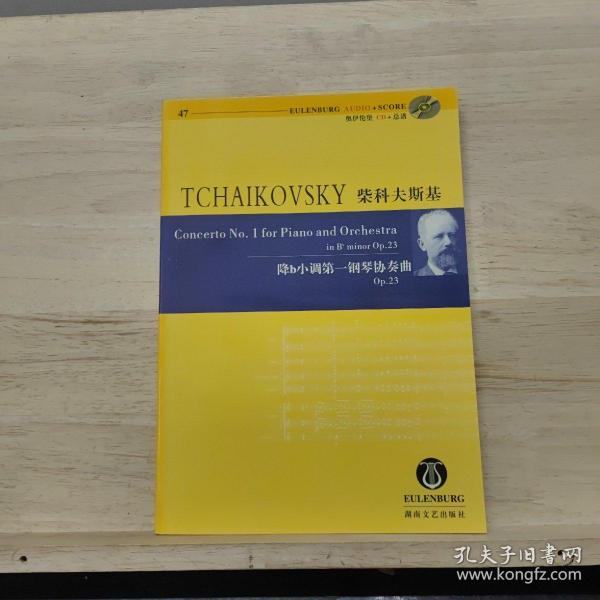 47
EULENBURG AUDIO+SCORE
奥伊伦堡 CD+总谱
TCHAIKOVSKY 柴科夫斯基
Concerto No. 1 for Piano and Orchestra
in B♭ minor Op.23
降b小调第一钢琴协奏曲
Op.23
EULENBURG
湖南文艺出版社
孔夫子旧书网
www.kongfz.com